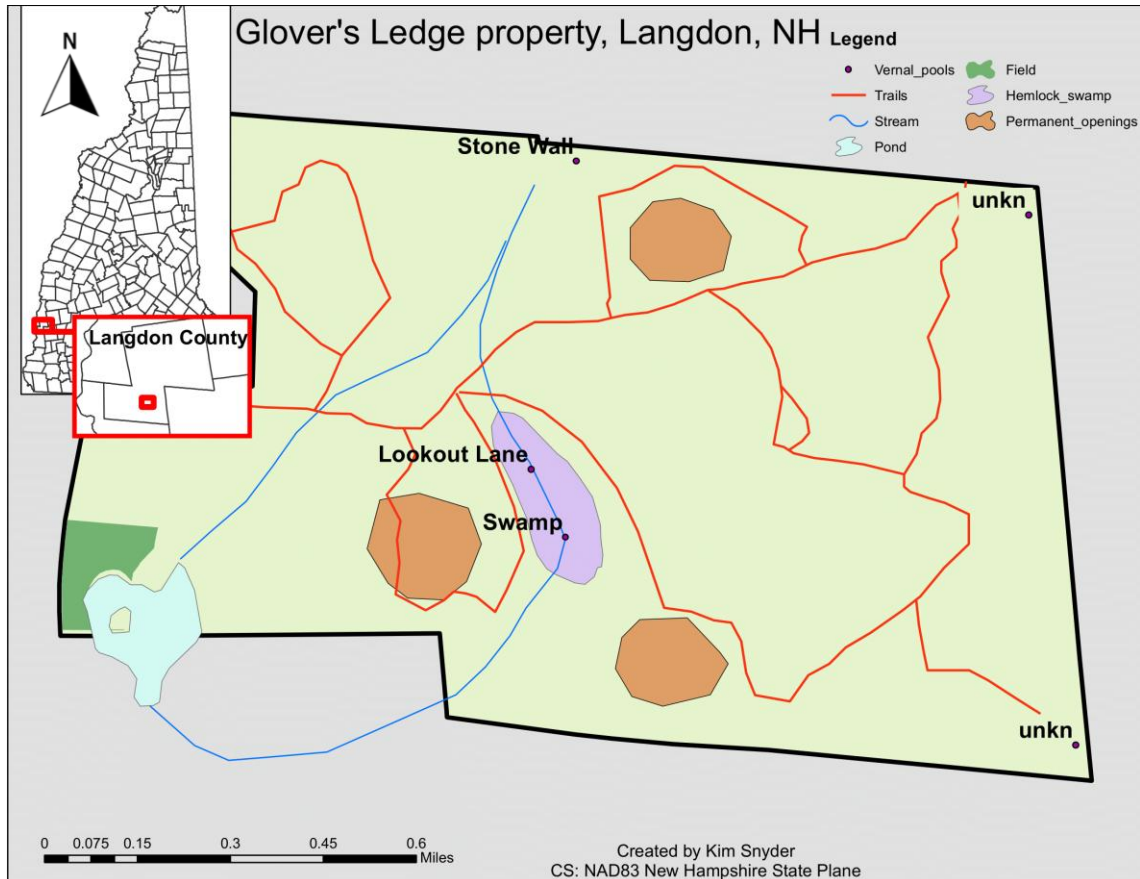 Glover's Ledge property, Langdon, NH
N
Legend
Vernal_pools
Trails
Stream
Pond
Field
Hemlock_swamp
Permanent_openings
Stone Wall
unkn
Langdon County
Lookout Lane
Swamp
unkn
0 0.075 0.15 0.3 0.45 0.6
Miles
Created by Kim Snyder
CS: NAD83 New Hampshire State Plane